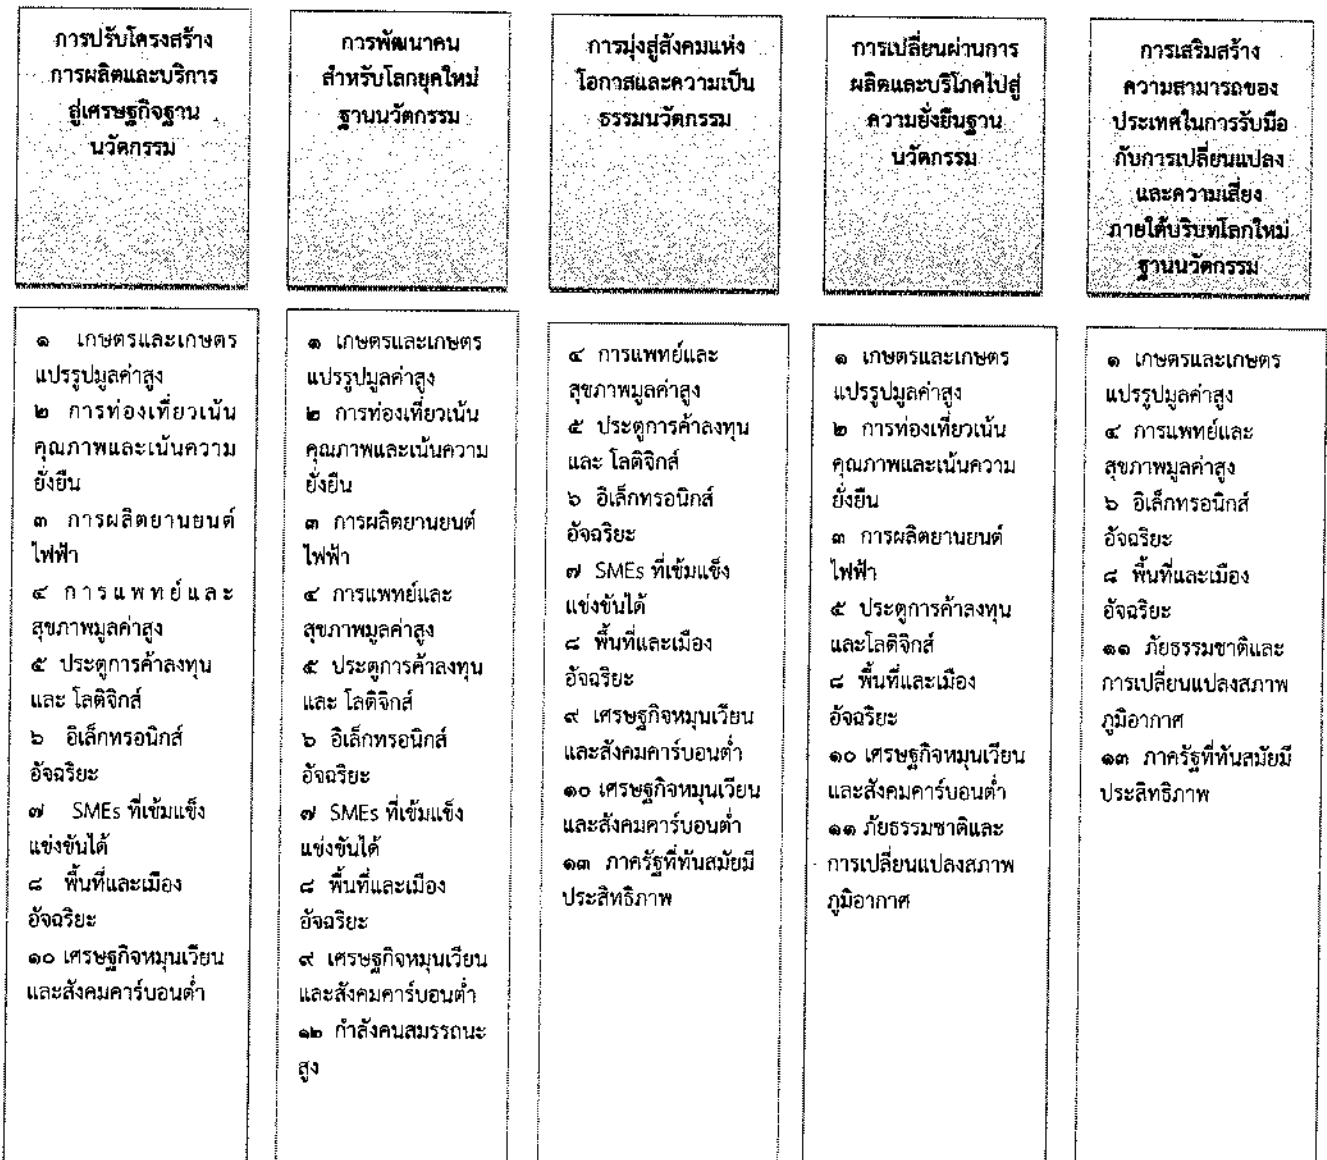 การปรับโครงสร้าง
การผลิตและบริการ
สู่เศรษฐกิจฐาน
นวัตกรรม
การพัฒนาคน
สำหรับโลกยุคใหม่
ฐานนวัตกรรม
การมุ่งสู่สังคมแห่ง
โอกาสและความเป็น
ธรรมนวัตกรรม
การเปลี่ยนผ่านการ
ผลิตและบริโภคไปสู่
ความยั่งยืนฐาน
นวัตกรรม
การเสริมสร้าง
ความสามารถของ
ประเทศในการรับมือ
กับการเปลี่ยนแปลง
และความเสี่ยง
ภายใต้บริบทโลกใหม่
ฐานนวัตกรรม
๑ เกษตรและเกษตร
แปรรูปมูลค่าสูง
๒ การท่องเที่ยวเน้น
คุณภาพและเน้นความ
ยั่งยืน
๓ การผลิตยานยนต์
ไฟฟ้า
๔ การแพทย์และ
สุขภาพมูลค่าสูง
๕ ประตูการค้าลงทุน
และ โลติจิกส์
๖ อิเล็กทรอนิกส์
อัจฉริยะ
๗ SMEs ที่เข้มแข็ง
แข่งขันได้
๘ พื้นที่และเมือง
อัจฉริยะ
๑๐ เศรษฐกิจหมุนเวียน
และสังคมคาร์บอนต่ำ
๑ เกษตรและเกษตร
แปรรูปมูลค่าสูง
๒ การท่องเที่ยวเน้น
คุณภาพและเน้นความ
ยั่งยืน
๓ การผลิตยานยนต์
ไฟฟ้า
๔ การแพทย์และ
สุขภาพมูลค่าสูง
๕ ประตูการค้าลงทุน
และ โลติจิกส์
๖ อิเล็กทรอนิกส์
อัจฉริยะ
๗ SMEs ที่เข้มแข็ง
แข่งขันได้
๘ พื้นที่และเมือง
อัจฉริยะ
๙ เศรษฐกิจหมุนเวียน
และสังคมคาร์บอนต่ำ
๑๒ กำลังคนสมรรถนะ
สูง
๔ การแพทย์และ
สุขภาพมูลค่าสูง
๕ ประตูการค้าลงทุน
และ โลติจิกส์
๖ อิเล็กทรอนิกส์
อัจฉริยะ
๗ SMEs ที่เข้มแข็ง
แข่งขันได้
๘ พื้นที่และเมือง
อัจฉริยะ
๙ เศรษฐกิจหมุนเวียน
และสังคมคาร์บอนต่ำ
๑๐ เศรษฐกิจหมุนเวียน
และสังคมคาร์บอนต่ำ
๑๓ ภาครัฐที่ทันสมัยมี
ประสิทธิภาพ
๑ เกษตรและเกษตร
แปรรูปมูลค่าสูง
๒ การท่องเที่ยวเน้น
คุณภาพและเน้นความ
ยั่งยืน
๓ การผลิตยานยนต์
ไฟฟ้า
๕ ประตูการค้าลงทุน
และโลติจิกส์
๘ พื้นที่และเมือง
อัจฉริยะ
๑๐ เศรษฐกิจหมุนเวียน
และสังคมคาร์บอนต่ำ
๑๑ ภัยธรรมชาติและ
การเปลี่ยนแปลงสภาพ
ภูมิอากาศ
๑ เกษตรและเกษตร
แปรรูปมูลค่าสูง
๔ การแพทย์และ
สุขภาพมูลค่าสูง
๖ อิเล็กทรอนิกส์
อัจฉริยะ
๘ พื้นที่และเมือง
อัจฉริยะ
๑๑ ภัยธรรมชาติและ
การเปลี่ยนแปลงสภาพ
ภูมิอากาศ
๑๓ ภาครัฐที่ทันสมัยมี
ประสิทธิภาพ